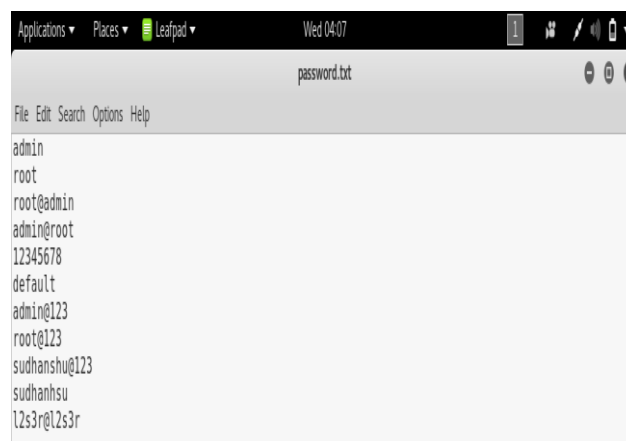 Applications ▾ Places ▾ Leafpad ▾ Wed 04:07 1
password.txt
File Edit Search Options Help
admin
root
root@admin
admin@root
12345678
default
admin@123
root@123
sudhanshu@123
sudhanhsu
l2s3r@l2s3r